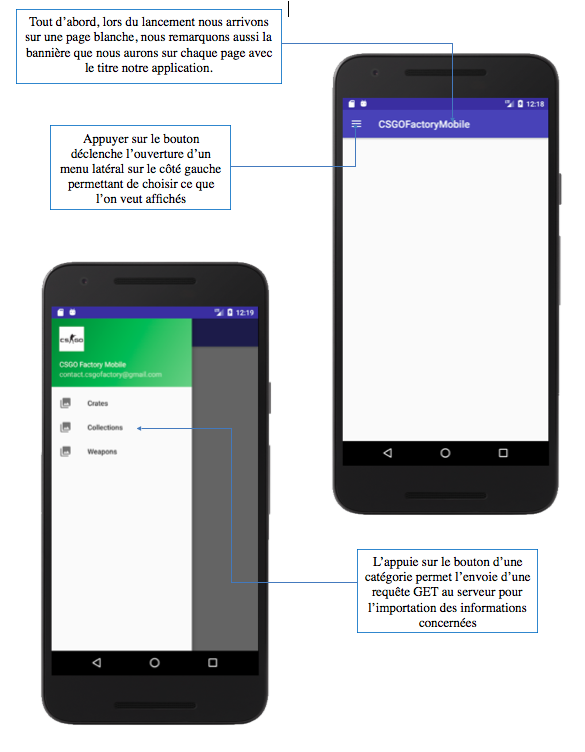 Tout d'abord, lors du lancement nous arrivons
sur une page blanche, nous remarquons aussi la
bannière que nous aurons sur chaque page avec
le titre notre application.
12:18
CSGOFactoryMobile
Appuyer sur le bouton
déclenche l'ouverture d'un
menu latéral sur le côté gauche
permettant de choisir ce que
l'on veut affichés
12:19
CS GO
CSGO Factory Mobile
contact.csgofactory@gmail.com
Crates
Collections
Weapons
L'appuie sur le bouton d'une
catégorie permet l'envoie d'une
requête GET au serveur pour
l'importation des informations
concernées